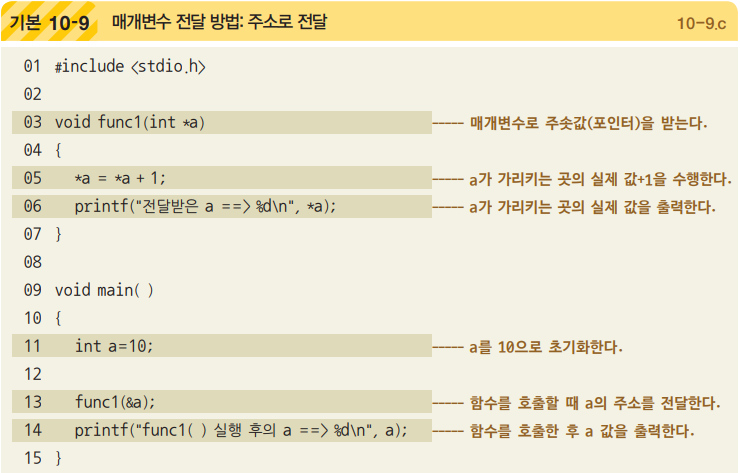 기본 10-9 매개변수 전달 방법: 주소로 전달 10-9.c
01 #include <stdio.h>
02
03 void func1(int *a) ----- 매개변수로 주솟값(포인터)을 받는다.
04 {
05 *a = *a + 1; ----- a가 가리키는 곳의 실제 값+1을 수행한다.
06 printf("전달받은 a ==> %d\n", *a); ----- a가 가리키는 곳의 실제 값을 출력한다.
07 }
08
09 void main( )
10 {
11 int a=10; ----- a를 10으로 초기화한다.
12
13 func1(&a); ----- 함수를 호출할 때 a의 주소를 전달한다.
14 printf("func1( ) 실행 후의 a ==> %d\n", a); ----- 함수를 호출한 후 a 값을 출력한다.
15 }